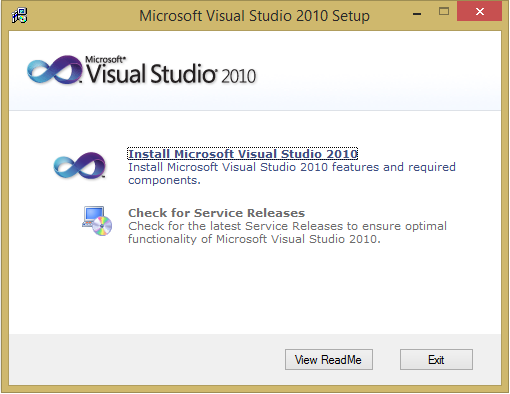 Microsoft Visual Studio 2010 Setup
Microsoft®
Visual Studio® 2010
Install Microsoft Visual Studio 2010
Install Microsoft Visual Studio 2010 features and required
components.
Check for Service Releases
Check for the latest Service Releases to ensure optimal
functionality of Microsoft Visual Studio 2010.
View ReadMe
Exit